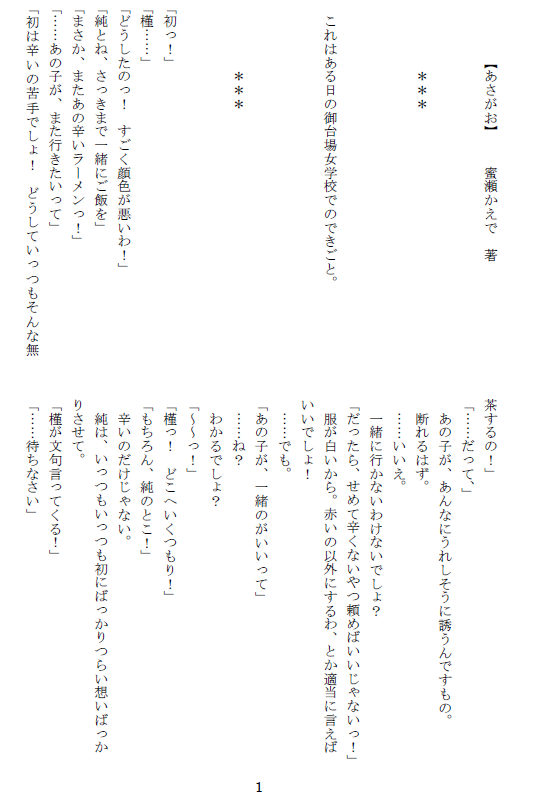 【あさがお】　蜜瀬かえで　著
＊＊＊
これはある日の御台場女学校でのできごと。
＊＊＊
「初っ！」
「槿……」
「どうしたのっ！　すごく顔色が悪いわ！」
「純とね、さっきまで一緒にご飯を」
「まさか、またあの辛いラーメンっ！」
「……あの子が、また行きたいって」
「初は辛いの苦手でしょ！　どうしていっつもそんな無
茶するの！」
「……だって、」
あの子が、あんなにうれしそうに誘うんですもの。
断れるはず。
……いいえ。
一緒に行かないわけないでしょ？
「だったら、せめて辛くないやつ頼めばいいじゃないっ！」
服が白いから。赤いの以外にするわ、とか適当に言えば
いいでしょ！
……でも。
「あの子が、一緒のがいいって」
……ね？
わかるでしょ？
「～～っ！」
「槿っ！　どこへいくつもり！」
「もちろん、純のとこ！」
辛いのだけじゃない。
純は、いっつもいっつも初にばっかりつらい想いばっか
りさせて。
「槿が文句言ってくる！」
「……待ちなさい」
1